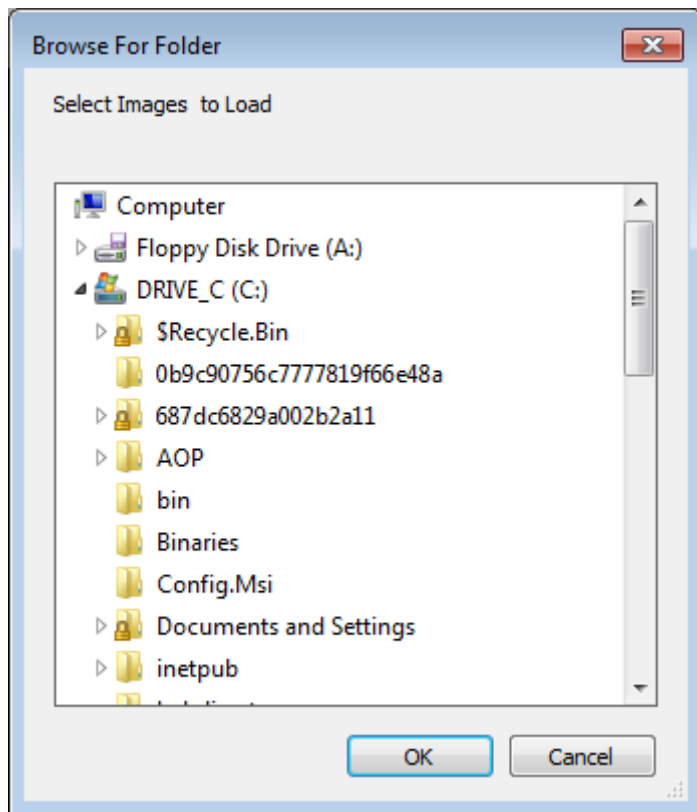 Browse For Folder
Select Images  to Load
Computer
Floppy Disk Drive (A:)
DRIVE_C (C:)
$Recycle.Bin
0b9c90756c7777819f66e48a
687dc6829a002b2a11
AOP
bin
Binaries
Config.Msi
Documents and Settings
inetpub
OK
Cancel